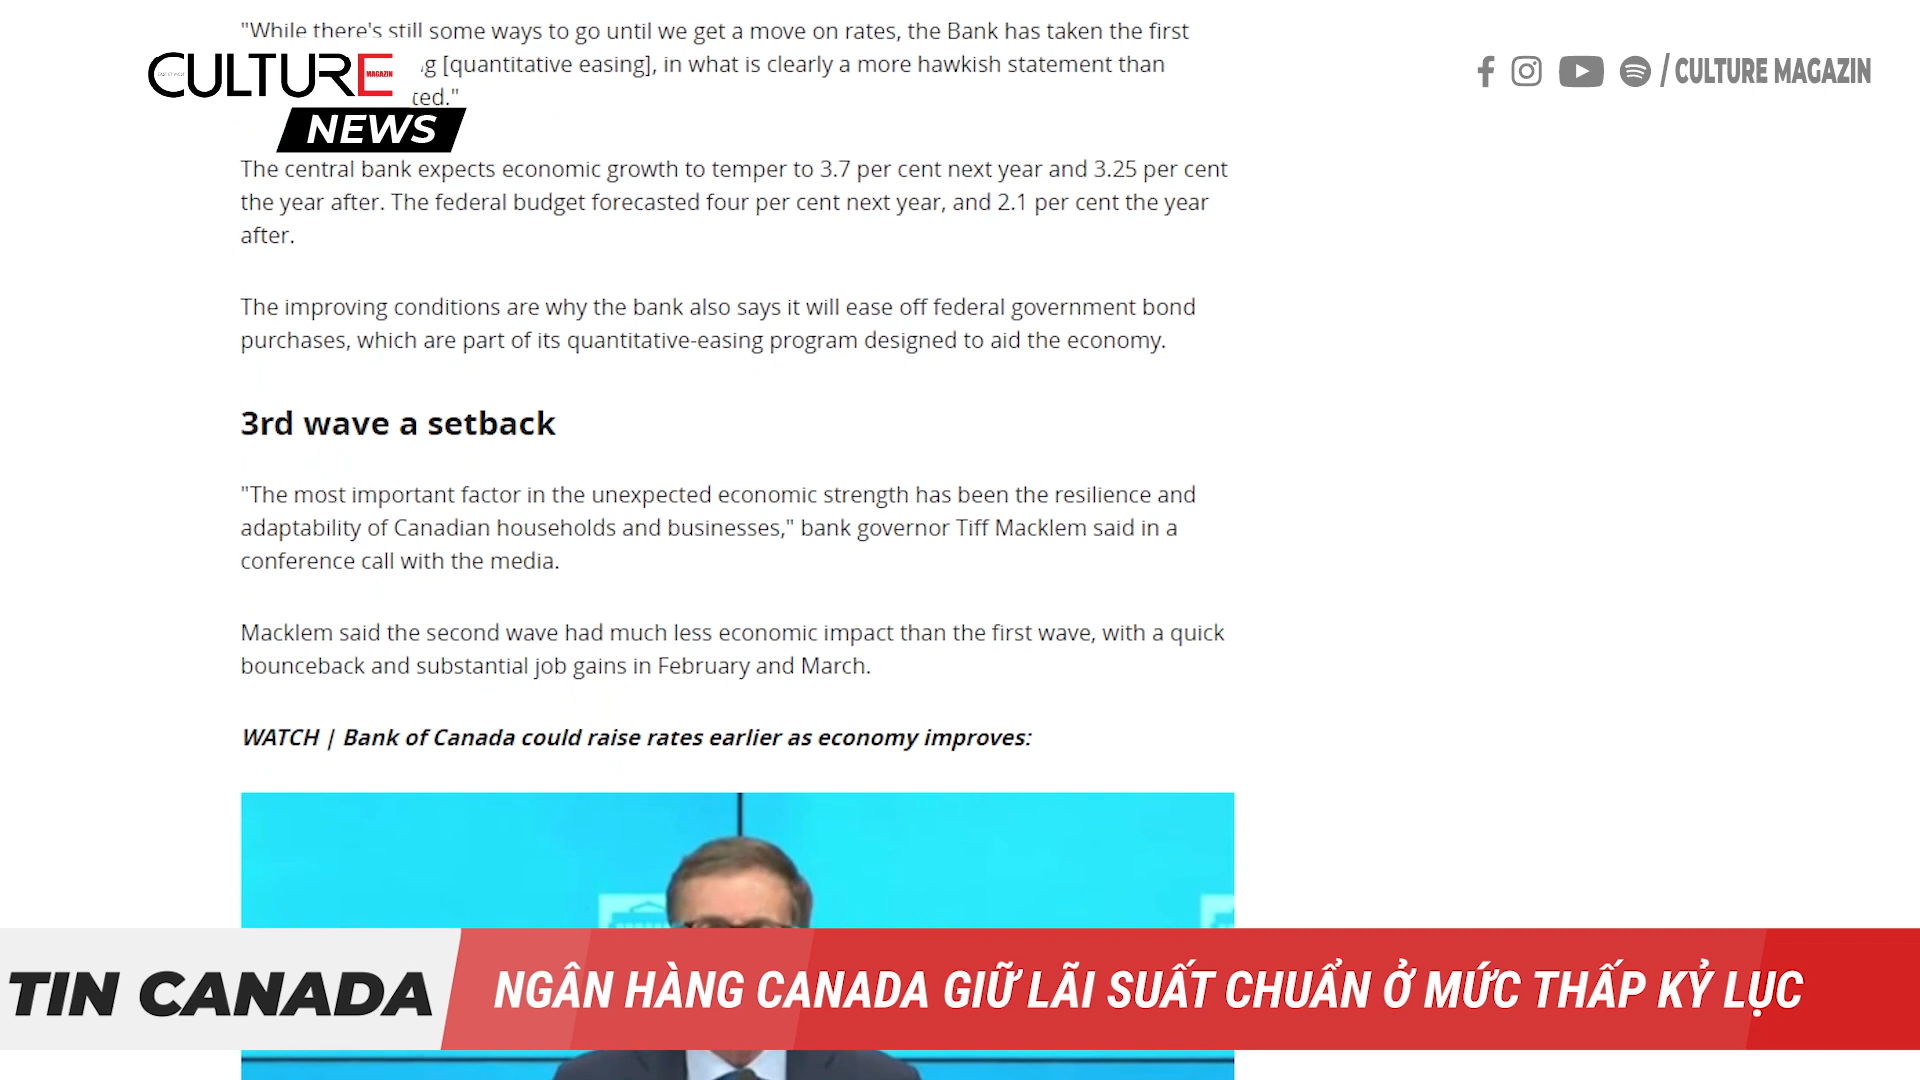 "While there's still some ways to go until we get a move on rates, the Bank has taken the first
[quantitative easing], in what is clearly a more hawkish statement than
CULTURE MAGAZIN
NEWS
/ CULTURE MAGAZIN
The central bank expects economic growth to temper to 3.7 per cent next year and 3.25 per cent
the year after. The federal budget forecasted four per cent next year, and 2.1 per cent the year
after.
The improving conditions are why the bank also says it will ease off federal government bond
purchases, which are part of its quantitative-easing program designed to aid the economy.
3rd wave a setback
"The most important factor in the unexpected economic strength has been the resilience and
adaptability of Canadian households and businesses," bank governor Tiff Macklem said in a
conference call with the media.
Macklem said the second wave had much less economic impact than the first wave, with a quick
bounceback and substantial job gains in February and March.
WATCH | Bank of Canada could raise rates earlier as economy improves:
TIN CANADA
NGÂN HÀNG CANADA GIỮ LÃI SUẤT CHUẨN Ở MỨC THẤP KỶ LỤC